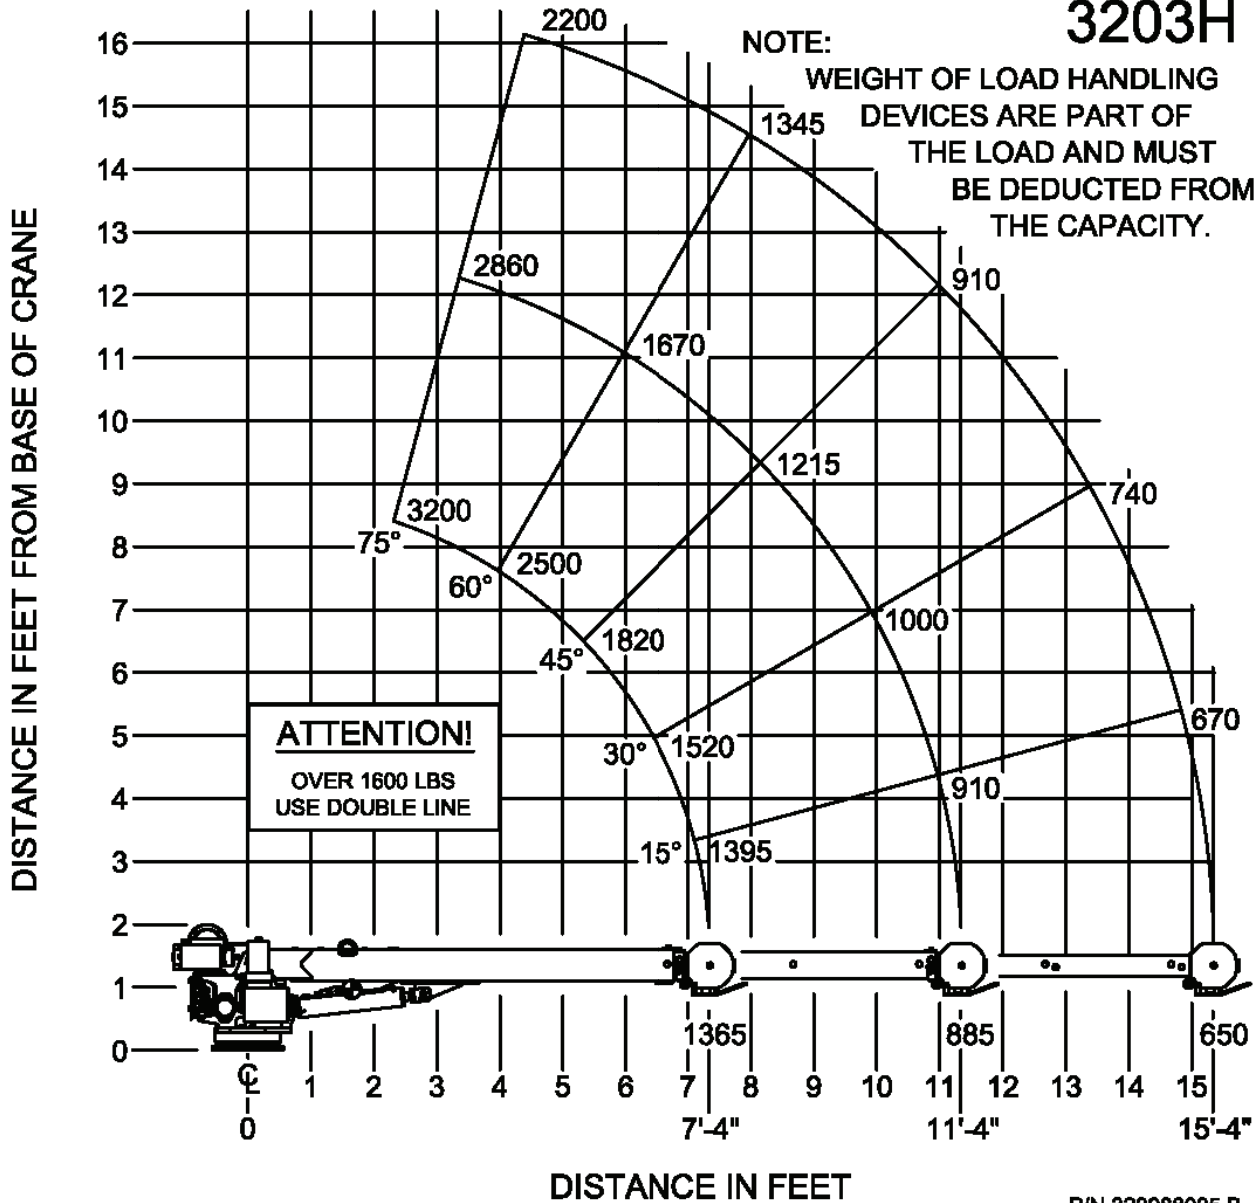 3203H
NOTE:
WEIGHT OF LOAD HANDLING
DEVICES ARE PART OF
THE LOAD AND MUST
BE DEDUCTED FROM
THE CAPACITY.
DISTANCE IN FEET FROM BASE OF CRANE
16
15
14
13
12
11
10
9
8
7
6
5
4
3
2
1
0
2200
1345
2860
910
1670
1215
740
3200
75°
2500
60°
1820
45°
1000
1520
30°
670
910
1395
15°
ATTENTION!
OVER 1600 LBS
USE DOUBLE LINE
1365 885 650
℄ 1 2 3 4 5 6 7 8 9 10 11 12 13 14 15
0 7'-4" 11'-4" 15'-4"
DISTANCE IN FEET